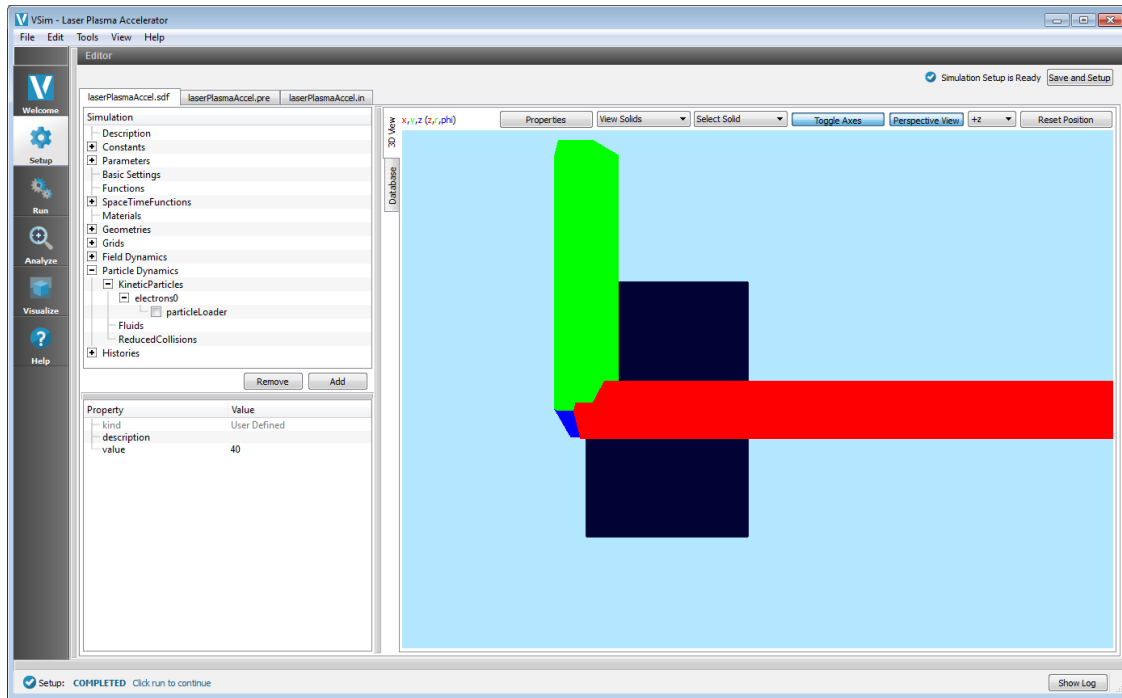 VSim - Laser Plasma Accelerator
File Edit Tools View Help
Editor
Simulation Setup is Ready Save and Setup
Welcome
Setup
Run
Analyze
Visualize
Help
laserPlasmaAccel.sdf laserPlasmaAccel.pre laserPlasmaAccel.in
Simulation
Description
Constants
Parameters
Basic Settings
Functions
SpaceTimeFunctions
Materials
Geometries
Grids
Field Dynamics
Particle Dynamics
KineticParticles
electrons0
particleLoader
Fluids
ReducedCollisions
Histories
Remove Add
Property Value
kind User Defined
description
value 40
3D View
Database
x,y,z (z,r,phi) Properties View Solids Select Solid Toggle Axes Perspective View +z Reset Position
Setup: COMPLETED Click run to continue Show Log